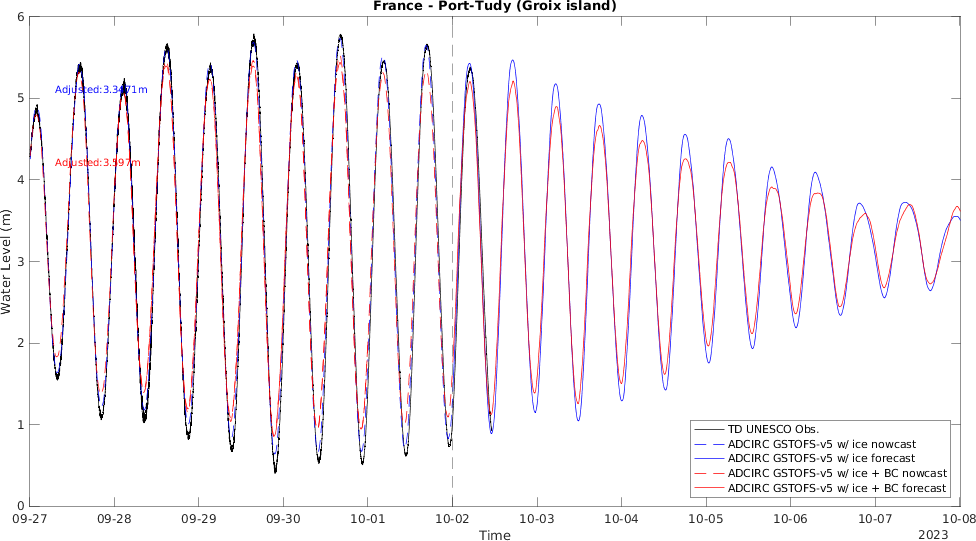 France - Port-Tudy (Groix island)
Water Level (m)
6
5
4
3
2
1
0
Adjusted:3.3471m
Adjusted:3.597m
TD UNESCO Obs.
ADCIRC GSTOFS-v5 w/ ice nowcast
ADCIRC GSTOFS-v5 w/ ice forecast
ADCIRC GSTOFS-v5 w/ ice + BC nowcast
ADCIRC GSTOFS-v5 w/ ice + BC forecast
09-27 09-28 09-29 09-30 10-01 10-02 10-03 10-04 10-05 10-06 10-07 10-08
Time
2023